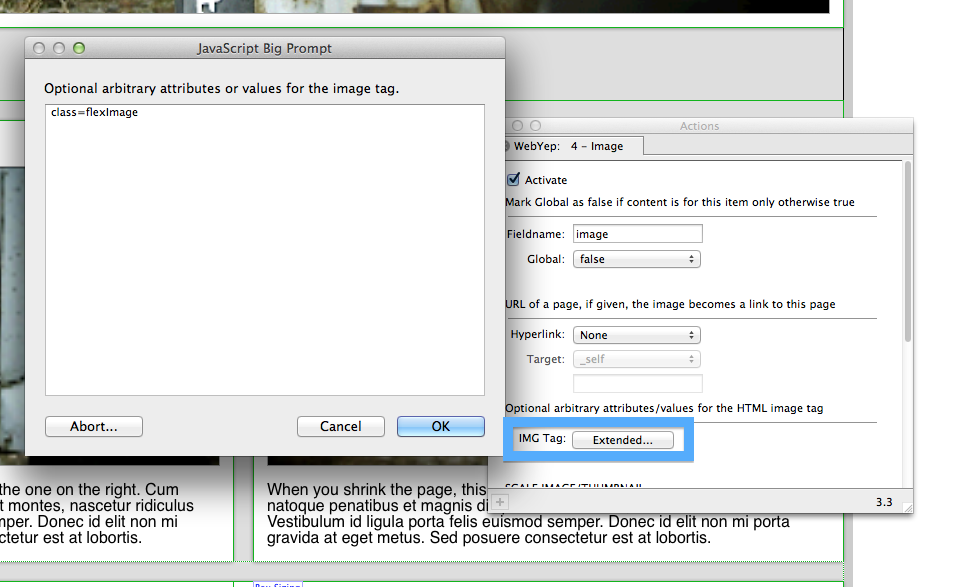 JavaScript Big Prompt
Optional arbitrary attributes or values for the image tag.
class=flexImage
Abort...
Cancel
OK
Actions
WebYep: 4 – Image
Activate
Mark Global as false if content is for this item only otherwise true
Fieldname: image
Global: false
URL of a page, if given, the image becomes a link to this page
Hyperlink: None
Target: _self
Optional arbitrary attributes/values for the HTML image tag
IMG Tag: Extended...
SCALE IMAGE/THUMBNAIL
3.3
the one on the right. Cum
t montes, nascetur ridiculus
mper. Donec id elit non mi
ctetur est at lobortis.
When you shrink the page, this
natoque penatibus et magnis di
Vestibulum id ligula porta felis euismod semper. Donec id elit non mi porta
gravida at eget metus. Sed posuere consectetur est at lobortis.
Box Sizing